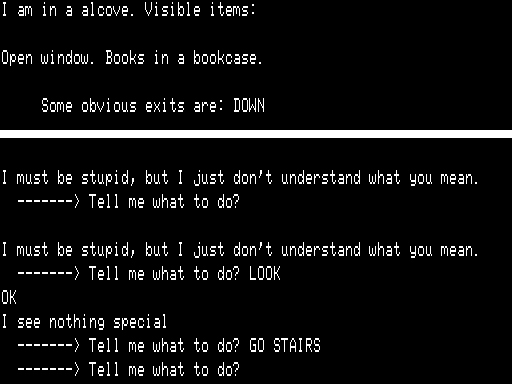 I am in a alcove. Visible items:
Open window. Books in a bookcase.
Some obvious exits are: DOWN
I must be stupid, but I just don't understand what you mean.
-------> Tell me what to do?
I must be stupid, but I just don't understand what you mean.
-------> Tell me what to do? LOOK
OK
I see nothing special
-------> Tell me what to do? GO STAIRS
-------> Tell me what to do?